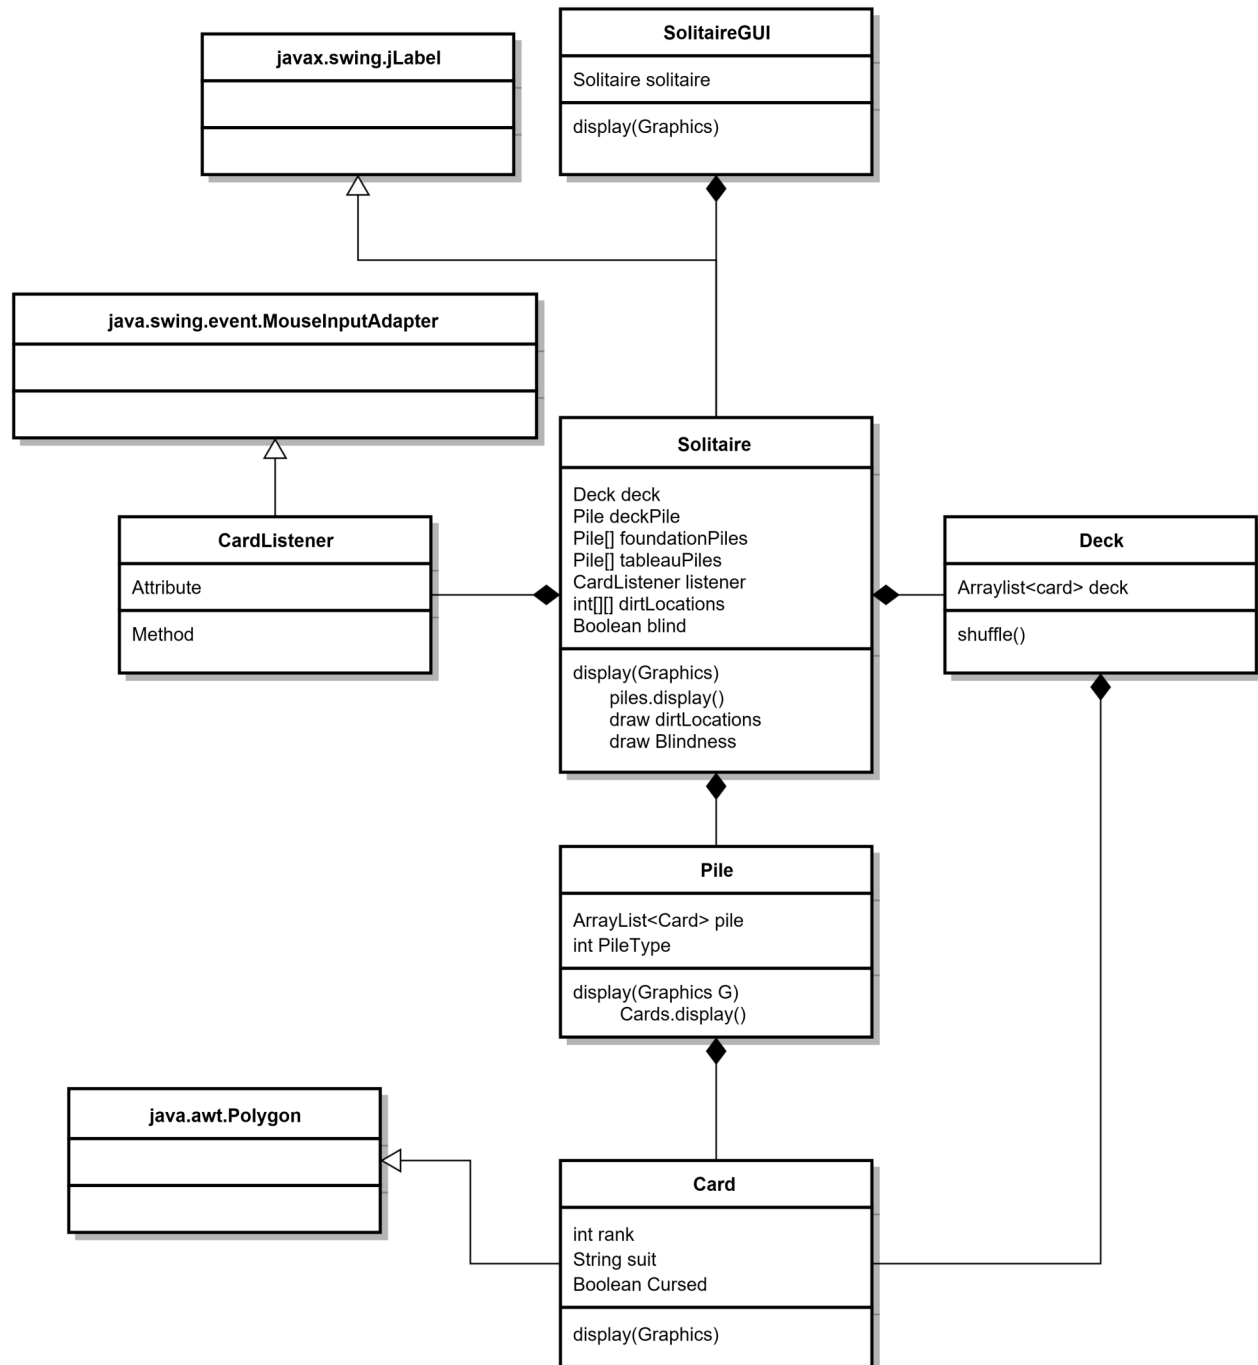 javax.swing.jLabel
SolitaireGUI
Solitaire solitaire
display(Graphics)
java.swing.event.MouseInputAdapter
CardListener
Attribute
Method
Solitaire
Deck deck
Pile deckPile
Pile[] foundationPiles
Pile[] tableauPiles
CardListener listener
int[][] dirtLocations
Boolean blind
display(Graphics)
piles.display()
draw dirtLocations
draw Blindness
Deck
Arraylist<card> deck
shuffle()
Pile
ArrayList<Card> pile
int PileType
display(Graphics G)
Cards.display()
java.awt.Polygon
Card
int rank
String suit
Boolean Cursed
display(Graphics)